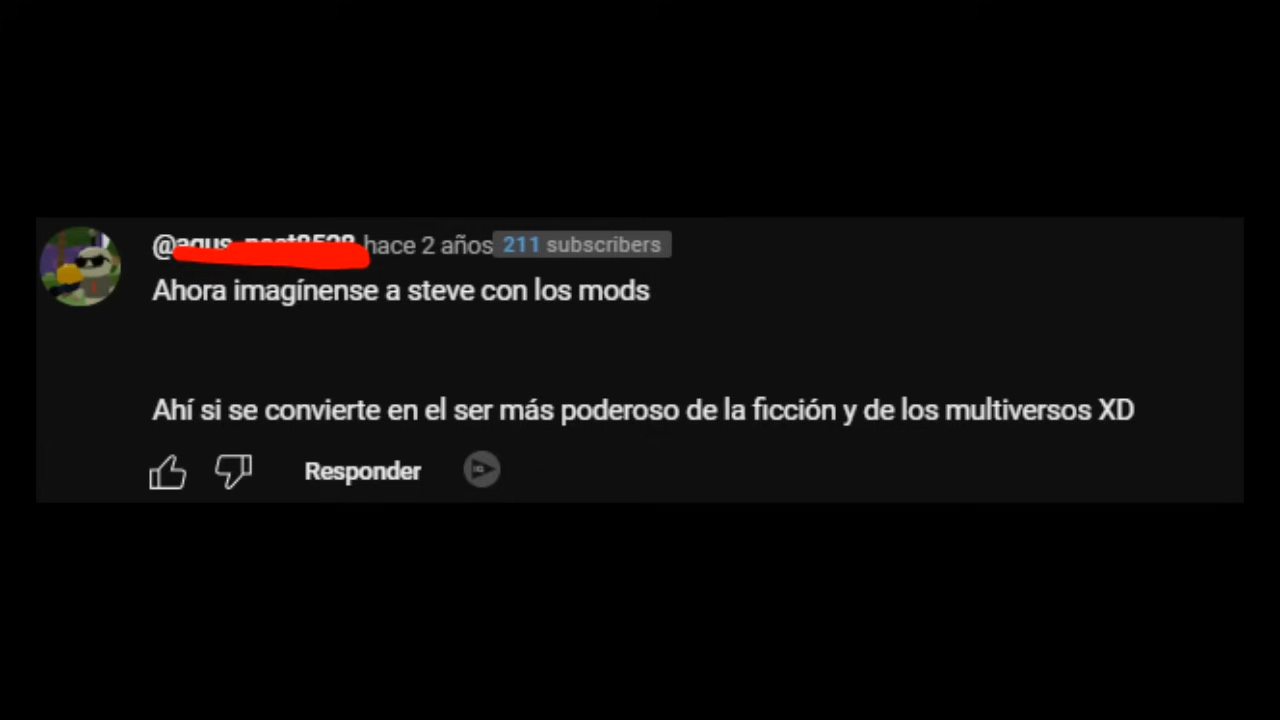 hace 2 años 211 subscribers
Ahora imagínense a steve con los mods
Ahí si se convierte en el ser más poderoso de la ficción y de los multiversos XD
Responder